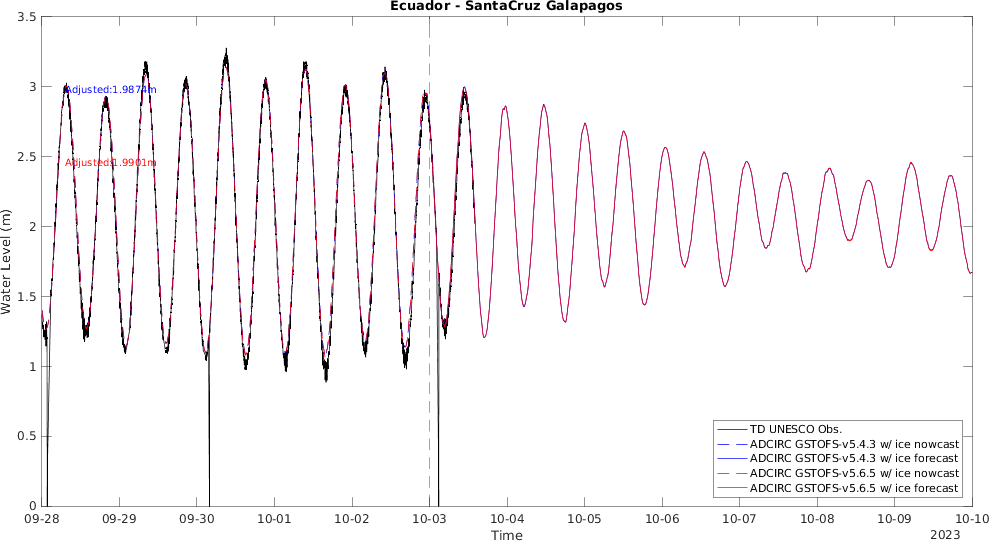 Ecuador - SantaCruz Galapagos
Water Level (m)
3.5
3
2.5
2
1.5
1
0.5
0
Adjusted:1.9874m
Adjusted:1.9901m
TD UNESCO Obs.
ADCIRC GSTOFS-v5.4.3 w/ ice nowcast
ADCIRC GSTOFS-v5.4.3 w/ ice forecast
ADCIRC GSTOFS-v5.6.5 w/ ice nowcast
ADCIRC GSTOFS-v5.6.5 w/ ice forecast
09-28 09-29 09-30 10-01 10-02 10-03 10-04 10-05 10-06 10-07 10-08 10-09 10-10
Time
2023